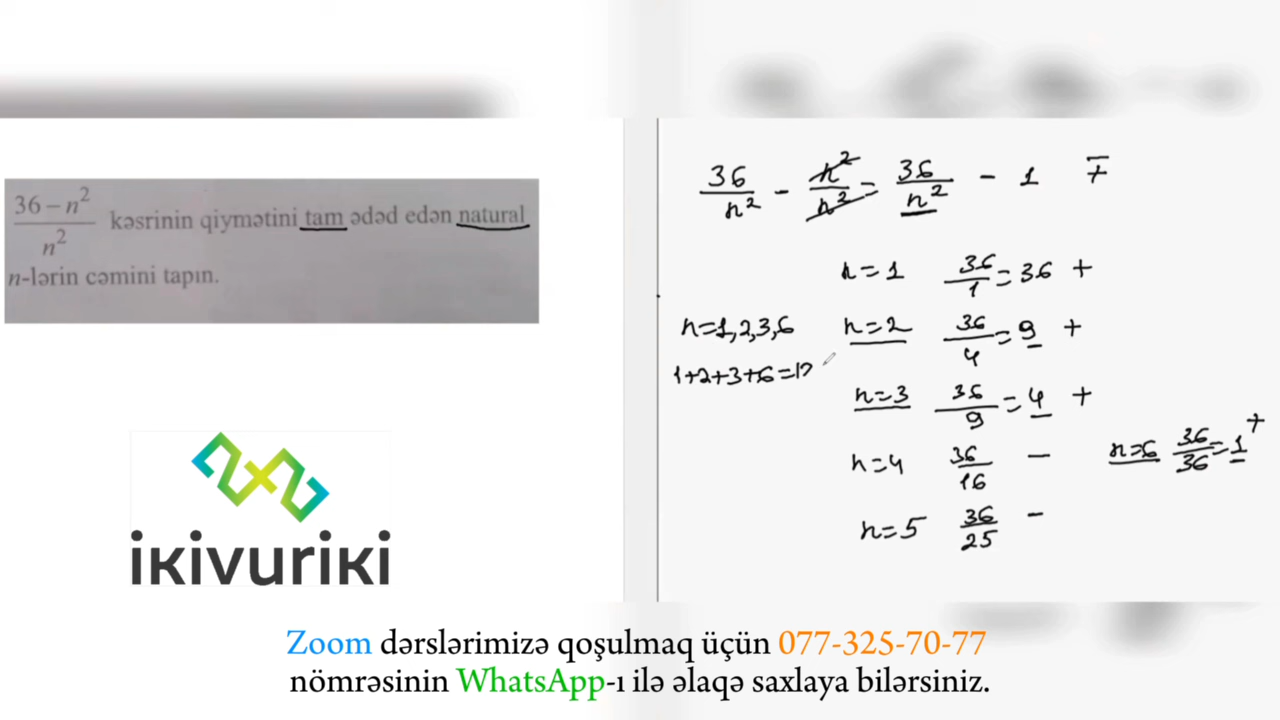 (36 − n²)/n² kəsrinin qiymətini tam ədəd edən natural
n-lərin cəmini tapın.
36/n² - n²/n² = 36/n² - 1 T
n=1 36/1=36 +
n=2 36/4=9 +
n=3 36/9=4 +
n=4 36/16 -
n=5 36/25 -
n=6 36/36=1 +
n=1,2,3,6
1+2+3+6=12
ikivuriki
Zoom dərslərimizə qoşulmaq üçün 077-325-70-77
nömrəsinin WhatsApp-ı ilə əlaqə saxlaya bilərsiniz.